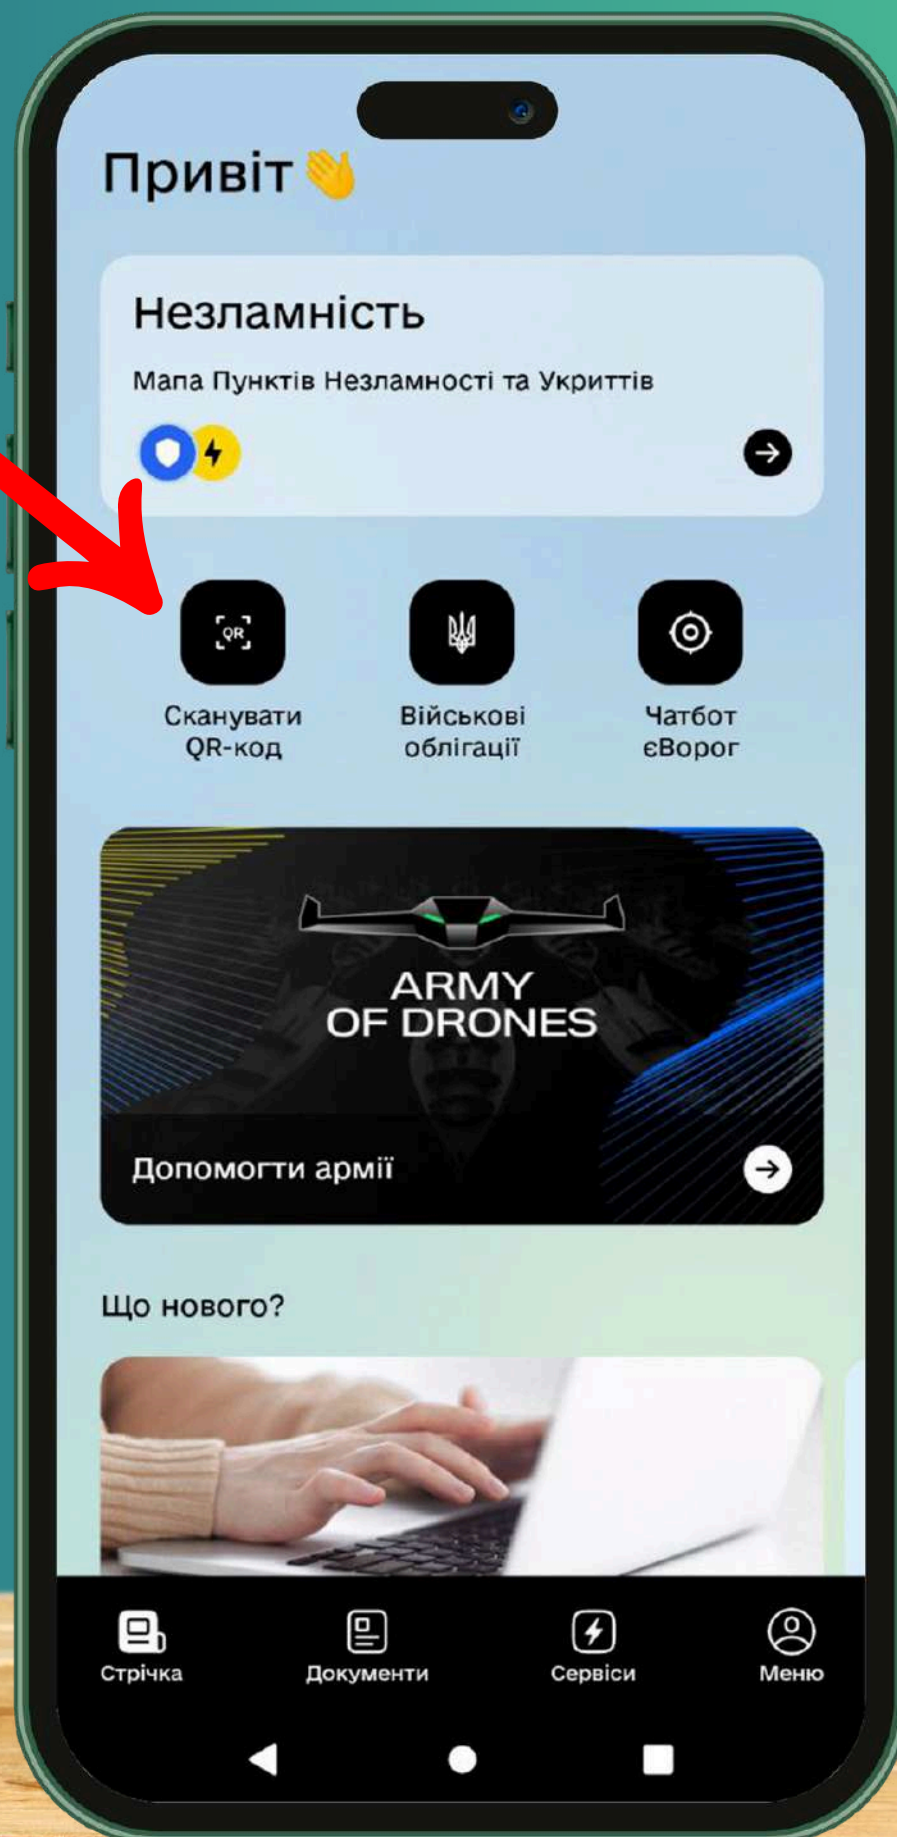 Привіт👋
Незламність
Мапа Пунктів Незламності та Укриттів
QR
Сканувати
QR-код
Військові
облігації
Чатбот
єВорог
ARMY
OF DRONES
Допомогти армії
Що нового?
Стрічка
Документи
Сервіси
Меню